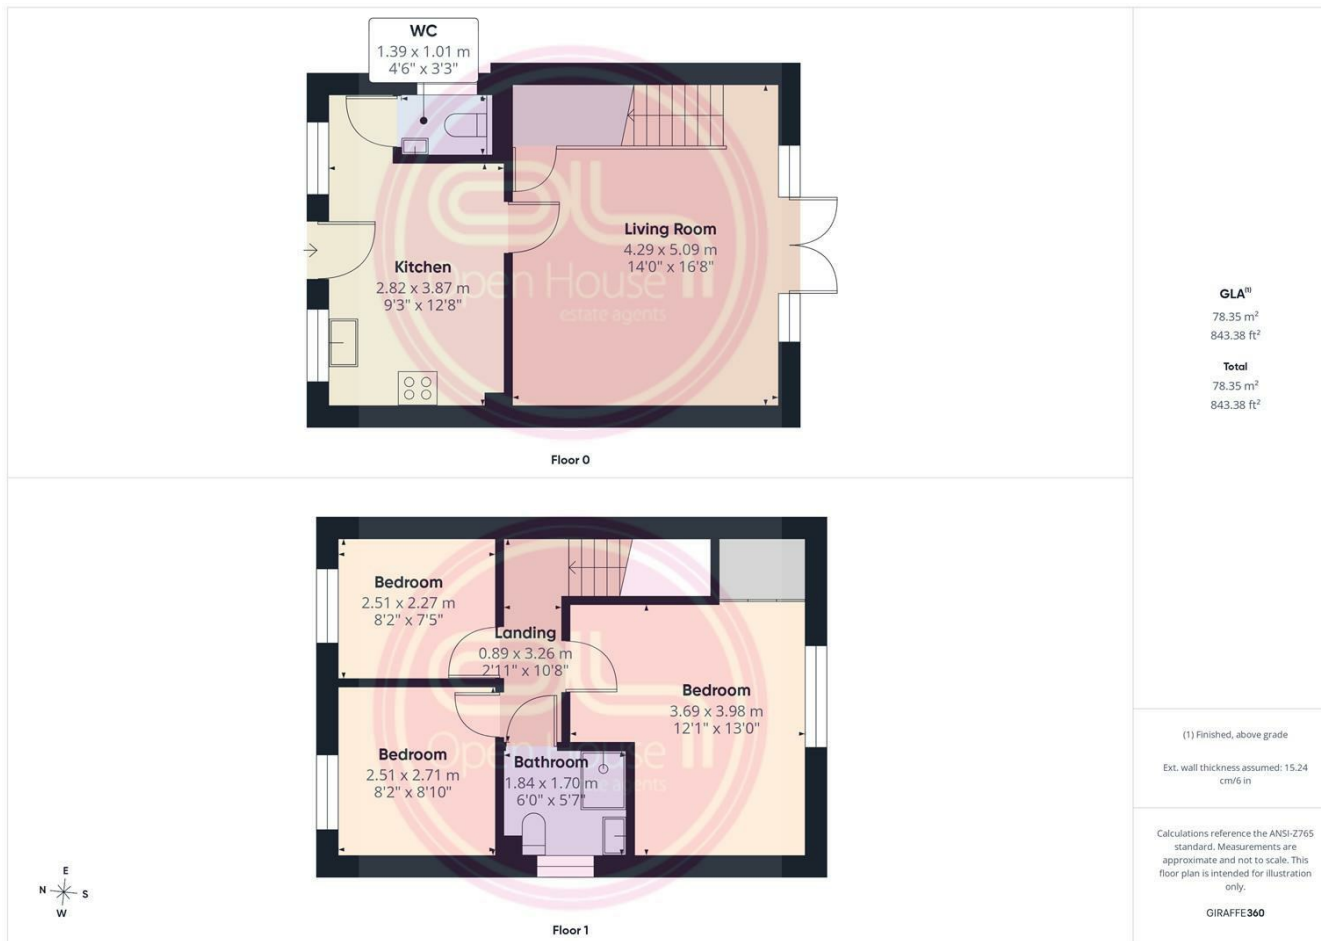 WC
1.39 x 1.01 m
4'6" x 3'3"
Living Room
4.29 x 5.09 m
14'0" x 16'8"
Kitchen
2.82 x 3.87 m
9'3" x 12'8"
Open House
estate agents
Floor 0
GLA(1)
78.35 m²
843.38 ft²
Total
78.35 m²
843.38 ft²
Bedroom
2.51 x 2.27 m
8'2" x 7'5"
Landing
0.89 x 3.26 m
2'11" x 10'8"
Bedroom
3.69 x 3.98 m
12'1" x 13'0"
Open House
Bedroom
2.51 x 2.71 m
8'2" x 8'10"
Bathroom
1.84 x 1.70 m
6'0" x 5'7"
estate agents
Floor 1
E
N S
W
(1) Finished, above grade
Ext. wall thickness assumed: 15.24
cm/6 in
Calculations reference the ANSI-Z765
standard. Measurements are
approximate and not to scale. This
floor plan is intended for illustration
only.
GIRAFFE360